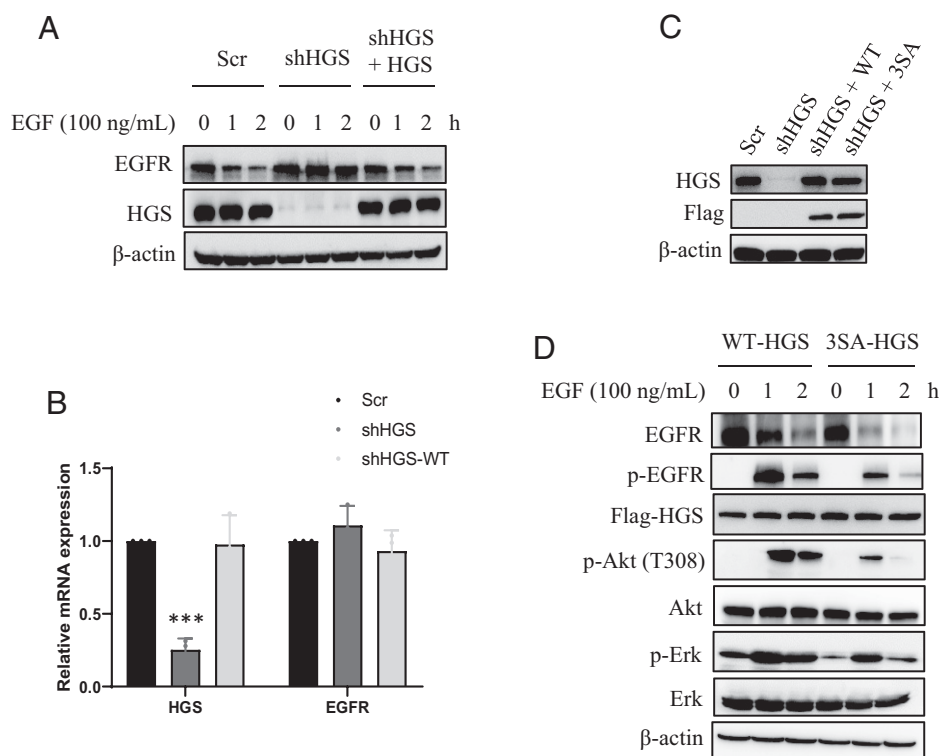 A
Scr
shHGS
shHGS
+ HGS
EGF (100 ng/mL) 0 1 2 0 1 2 0 1 2 h
EGFR
HGS
β-actin
C
Scr
shHGS
shHGS + WT
shHGS + 3SA
HGS
Flag
β-actin
B
Scr
shHGS
shHGS-WT
Relative mRNA expression
1.5
1.0
0.5
0.0
***
HGS EGFR
D
WT-HGS 3SA-HGS
EGF (100 ng/mL) 0 1 2 0 1 2 h
EGFR
p-EGFR
Flag-HGS
p-Akt (T308)
Akt
p-Erk
Erk
β-actin